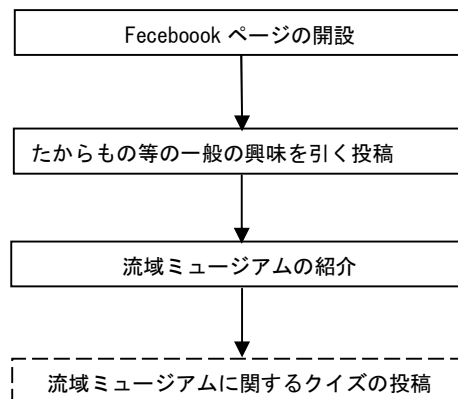 Feceboook ページの開設
たからもの等の一般の興味を引く投稿
流域ミュージアムの紹介
流域ミュージアムに関するクイズの投稿